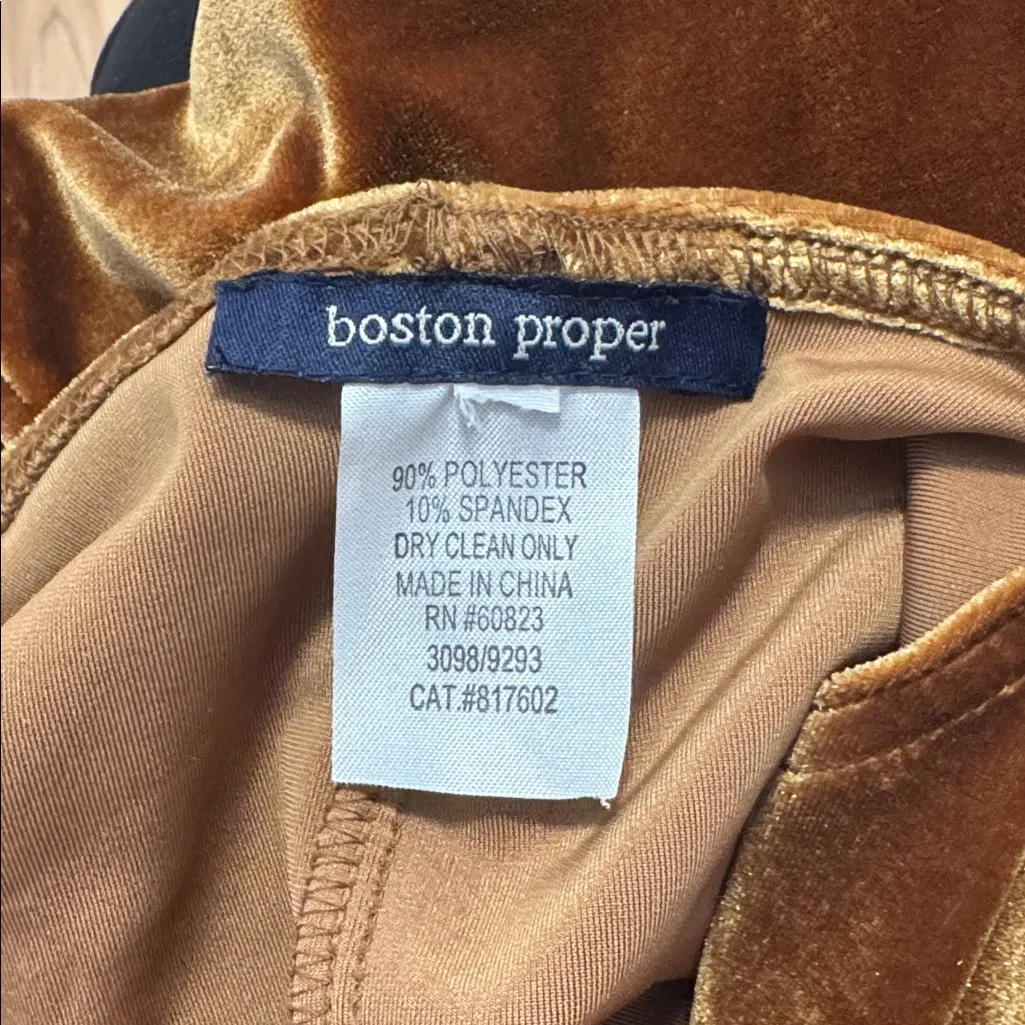 boston proper
90% POLYESTER
10% SPANDEX
DRY CLEAN ONLY
MADE IN CHINA
RN #60823
3098/9293
CAT.#817602